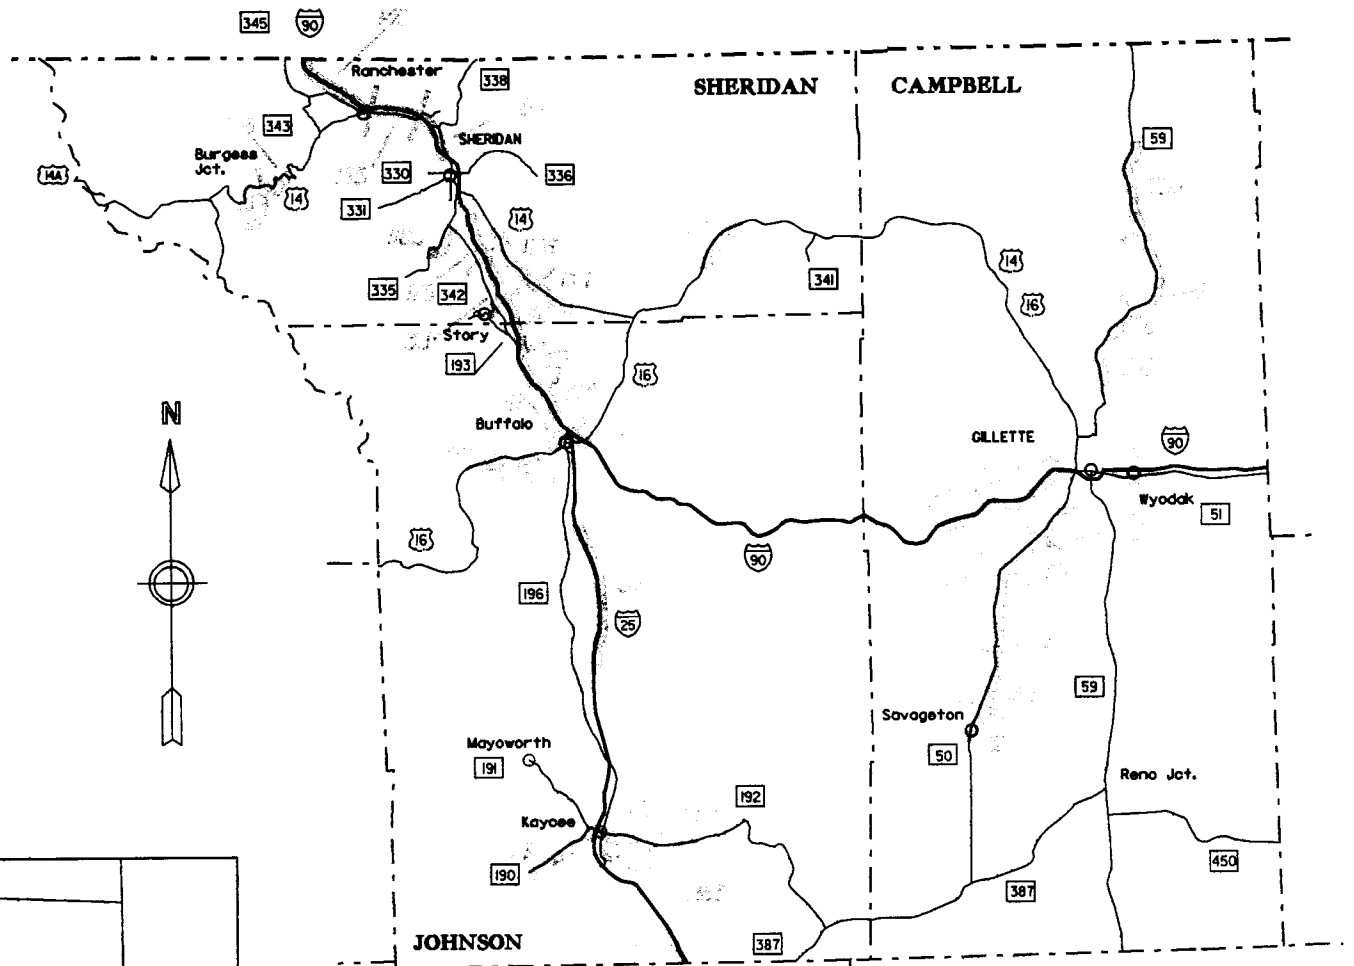 345 90
Ranchester
338
SHERIDAN CAMPBELL
343
SHERIDAN
59
Burgess
Jct.
14A
330
336
14
331
14
335
342
341
14
16
Story
193
16
N
Buffalo
GILLETTE
90
Wyodak
51
16
90
196
25
59
Savageton
50
Mayoworth
191
Reno Jct.
192
Kaycee
450
190
387
JOHNSON
387